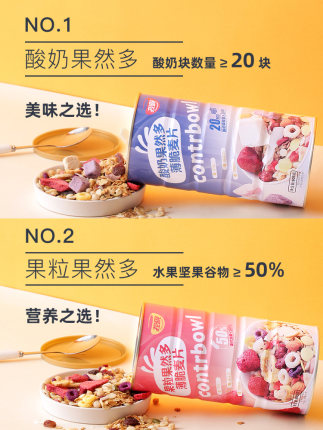 NO.1
酸奶果然多 酸奶块数量≥20块
美味之选!
酸奶果然多
薄脆麦片
contrbowl
NO.2
果粒果然多 水果坚果谷物≥50%
营养之选!
果粒果然多
薄脆麦片
contrbowl